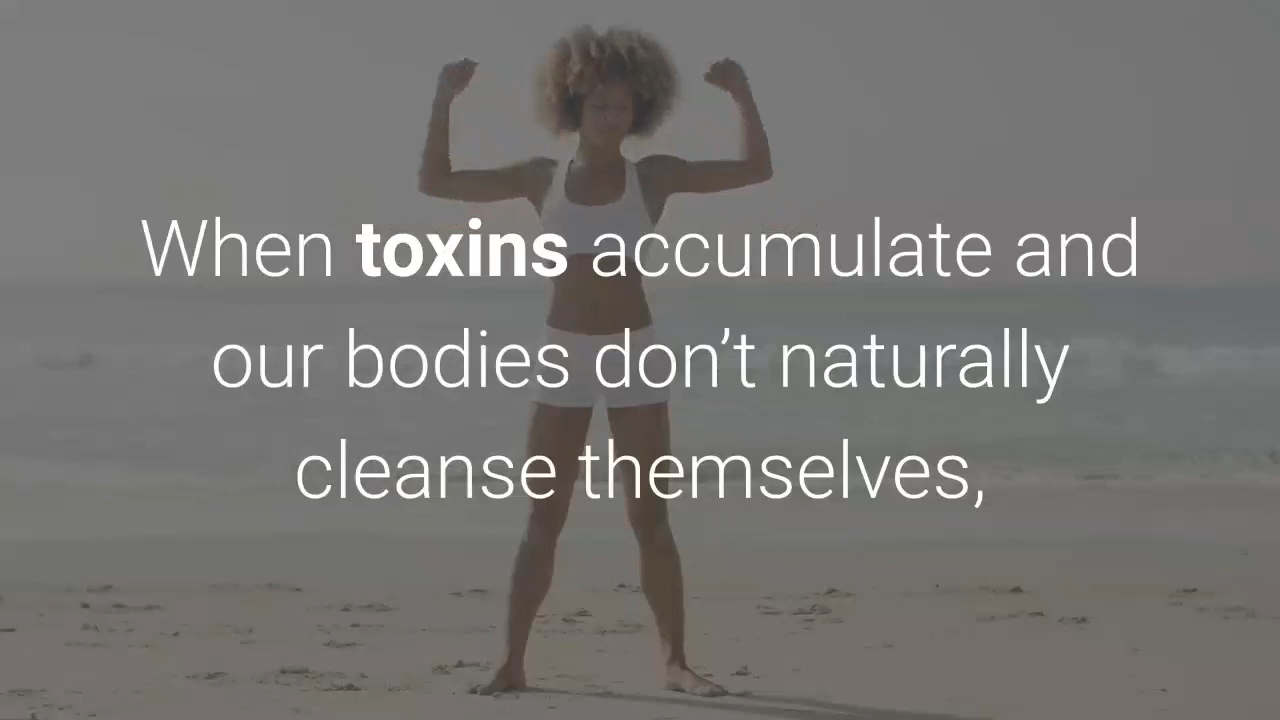 When toxins accumulate and
our bodies don’t naturally
cleanse themselves,